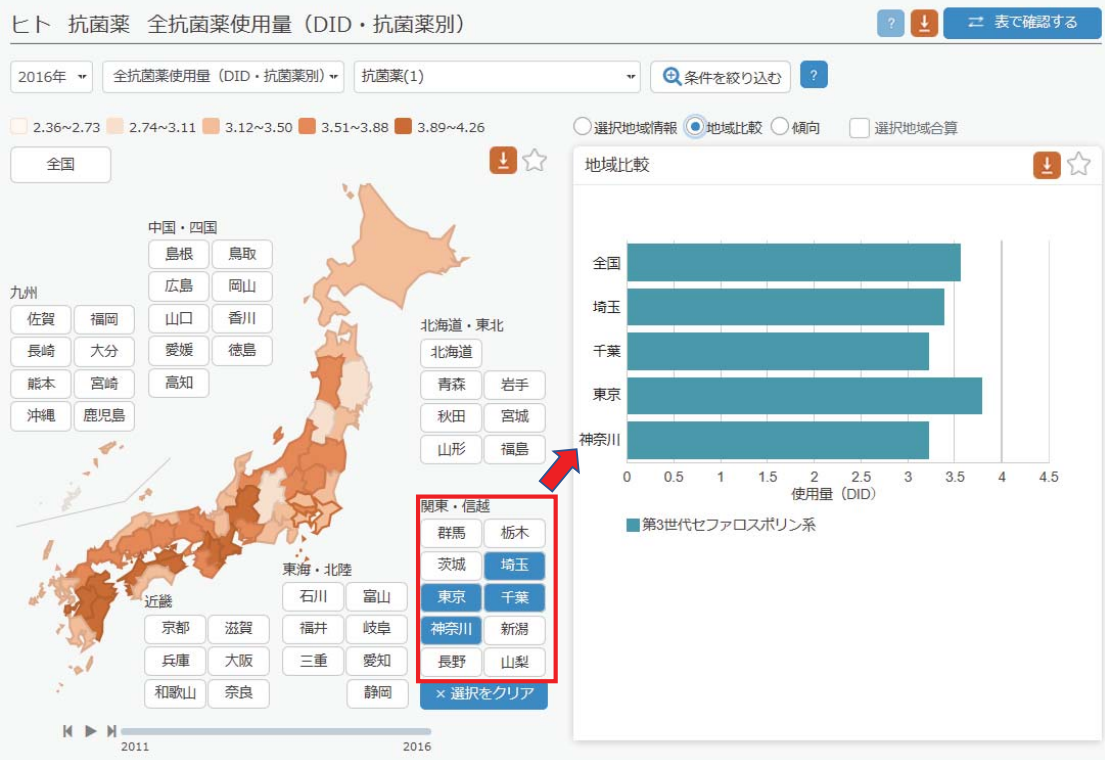 ヒト 抗菌薬 全抗菌薬使用量（DID・抗菌薬別）
? 表で確認する
2016年 全抗菌薬使用量（DID・抗菌薬別） 抗菌薬(1) 条件を絞り込む ?
2.36~2.73 2.74~3.11 3.12~3.50 3.51~3.88 3.89~4.26
選択地域情報 地域比較 傾向 選択地域合算
全国
中国・四国
島根 鳥取
広島 岡山
山口 香川
愛媛 徳島
高知
九州
佐賀 福岡
長崎 大分
熊本 宮崎
沖縄 鹿児島
北海道・東北
北海道
青森 岩手
秋田 宮城
山形 福島
関東・信越
群馬 栃木
茨城 埼玉
東京 千葉
神奈川 新潟
長野 山梨
× 選択をクリア
東海・北陸
石川 富山
福井 岐阜
三重 愛知
静岡
近畿
京都 滋賀
兵庫 大阪
和歌山 奈良
2011 2016
地域比較
全国
埼玉
千葉
東京
神奈川
0 0.5 1 1.5 2 2.5 3 3.5 4 4.5
使用量（DID）
第3世代セファロスポリン系